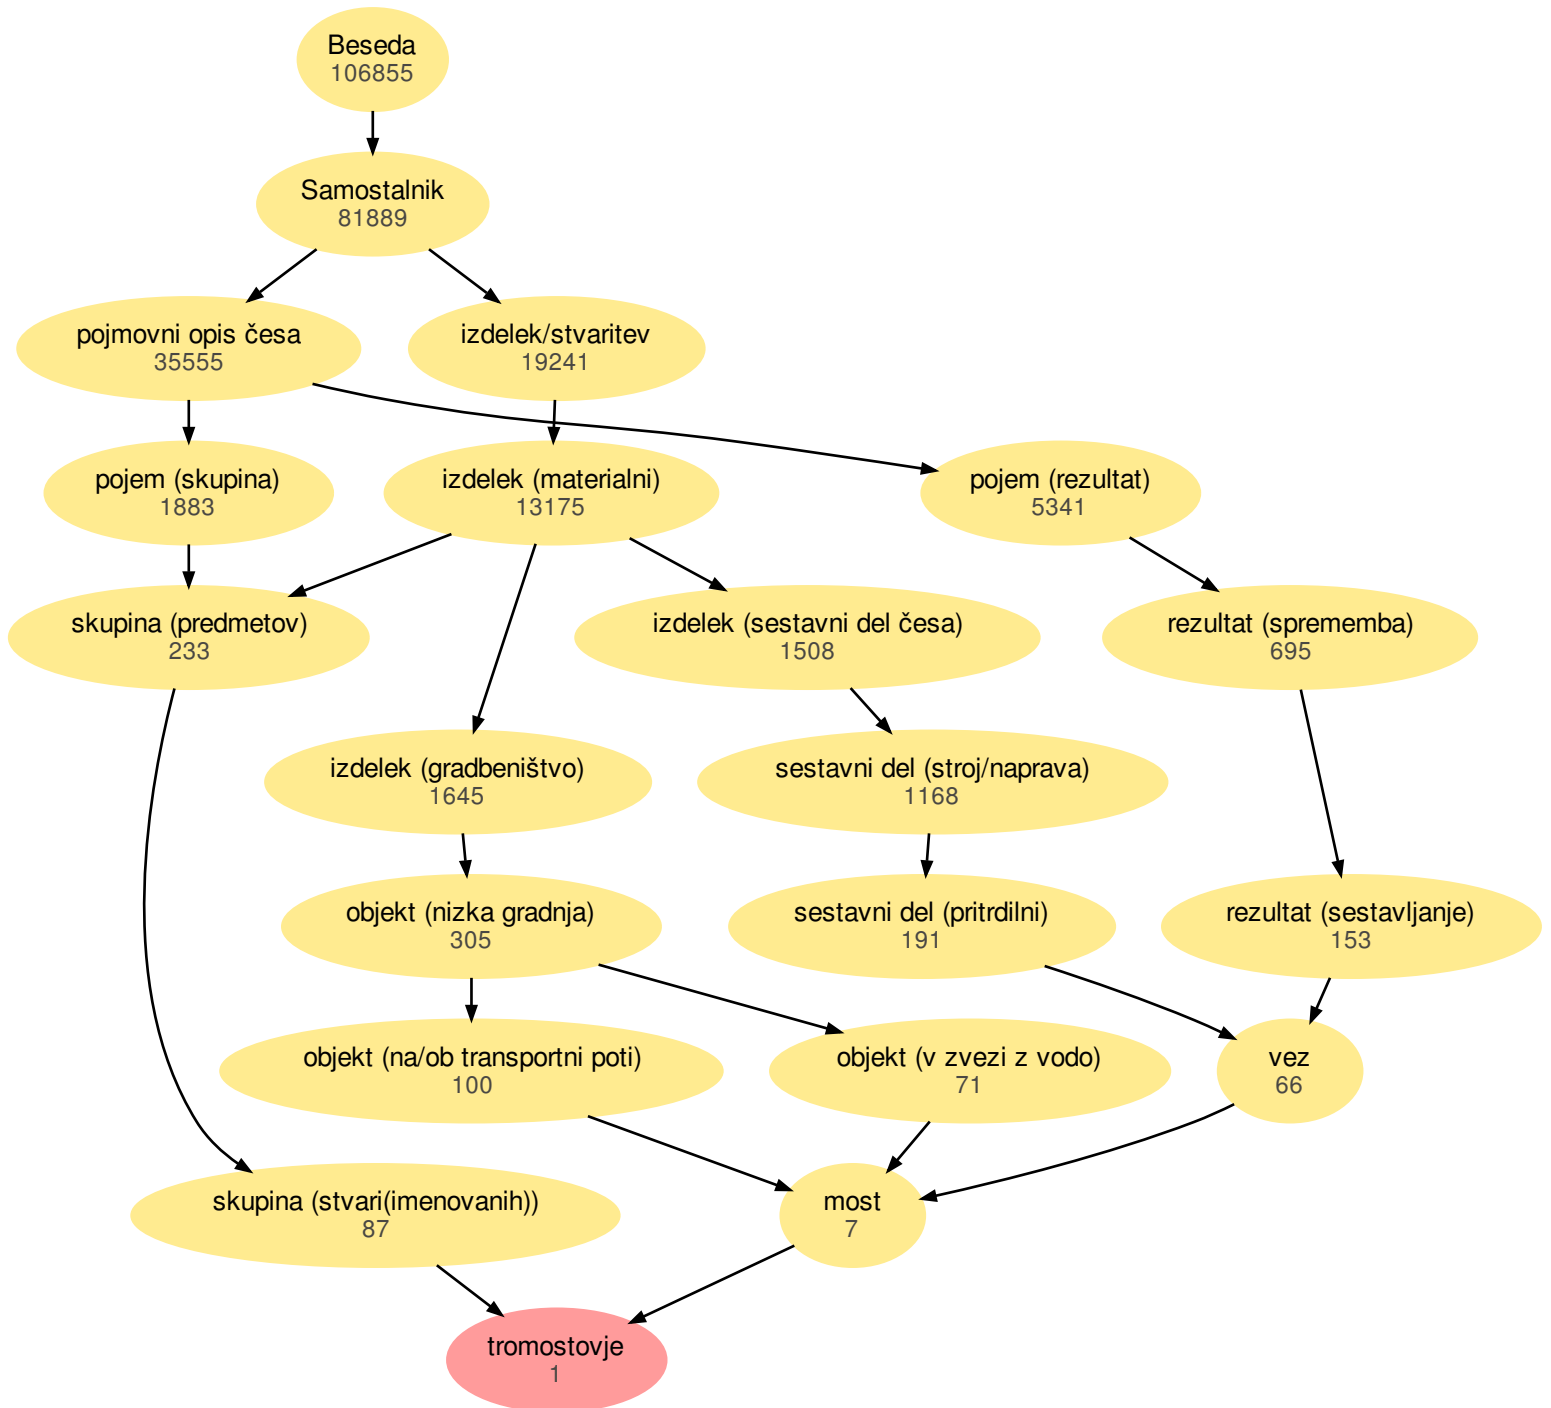 Beseda
106855
Samostalnik
81889
pojmovni opis česa
35555
izdelek/stvaritev
19241
pojem (skupina)
1883
izdelek (materialni)
13175
pojem (rezultat)
5341
skupina (predmetov)
233
izdelek (sestavni del česa)
1508
rezultat (sprememba)
695
izdelek (gradbeništvo)
1645
sestavni del (stroj/naprava)
1168
objekt (nizka gradnja)
305
sestavni del (pritrdilni)
191
rezultat (sestavljanje)
153
objekt (na/ob transportni poti)
100
objekt (v zvezi z vodo)
71
vez
66
skupina (stvari(imenovanih))
87
most
7
tromostovje
1